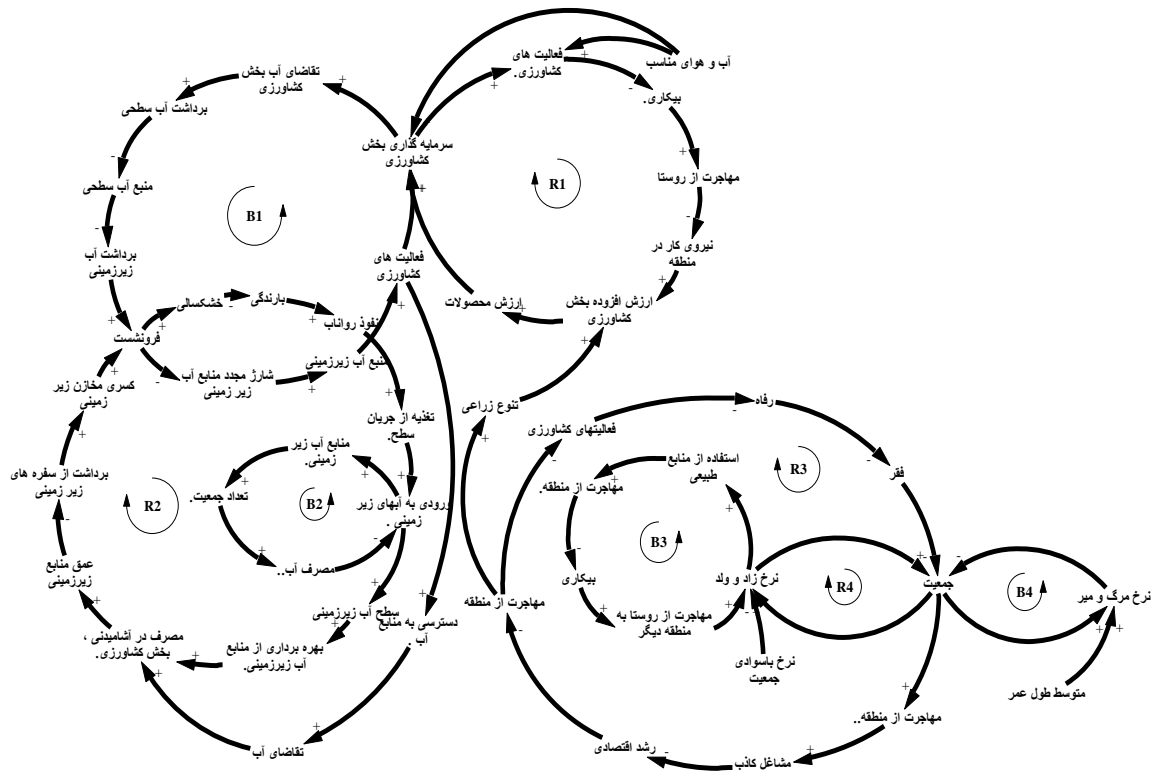 آب و هوای مناسب
فعالیت های
کشاورزی.
بیکاری.
تقاضای آب بخش
کشاورزی
برداشت آب سطحی
سرمایه گذاری بخش
کشاورزی
R1
مهاجرت از روستا
منبع آب سطحی
B1
نیروی کار در
منطقه
برداشت آب
زیرزمینی
فعالیت های
کشاورزی
ارزش افزوده بخش
کشاورزی
ارزش محصولات
بارندگی
خشکسالی
نفوذ رواناب
فرونشست
منبع آب زیرزمینی
شارژ مجدد منابع آب
زیر زمینی
کسری مخازن زیر
زمینی
تنوع زراعی
رفاه
تغذیه از جریان
سطح.
فعالیتهای کشاورزی
منابع آب زیر
زمینی.
استفاده از منابع
طبیعی
R3
فقر
برداشت از سفره های
زیر زمینی
تعداد جمعیت.
مهاجرت از منطقه.
R2
B2
ورودی به آبهای زیر
زمینی .
B3
عمق منابع
زیرزمینی
مصرف آب..
بیکاری
نرخ زاد و ولد
R4
جمعیت
B4
نرخ مرگ و میر
مهاجرت از منطقه
سطح آب زیرزمینی
دسترسی به منابع
آب .
مهاجرت از روستا به
منطقه دیگر
مصرف در آشامیدنی ،
بخش کشاورزی.
بهره برداری از منابع
آب زیرزمینی.
نرخ باسوادی
جمعیت
متوسط طول عمر
مهاجرت از منطقه..
تقاضای آب
رشد اقتصادی
مشاغل کاذب